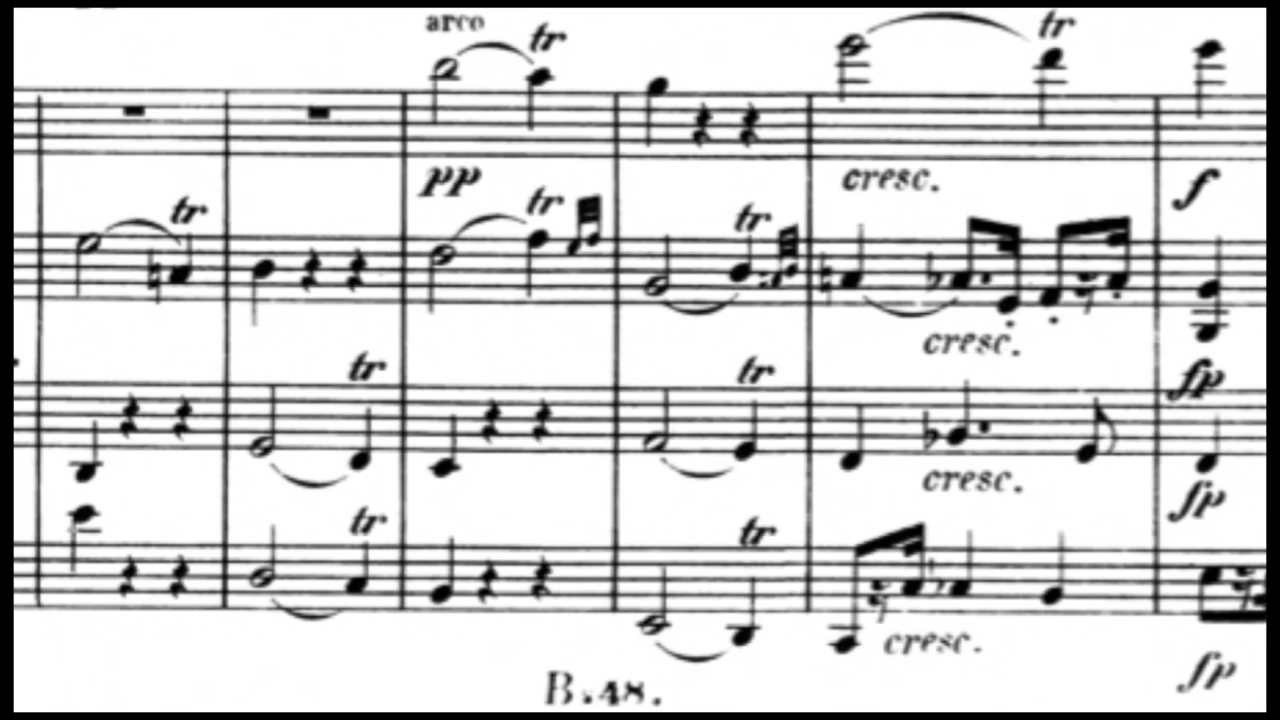 arco tr tr
pp cresc. f
tr tr tr
cresc.
tr tr fp
cresc.
tr tr fp
cresc.
B.48. fp